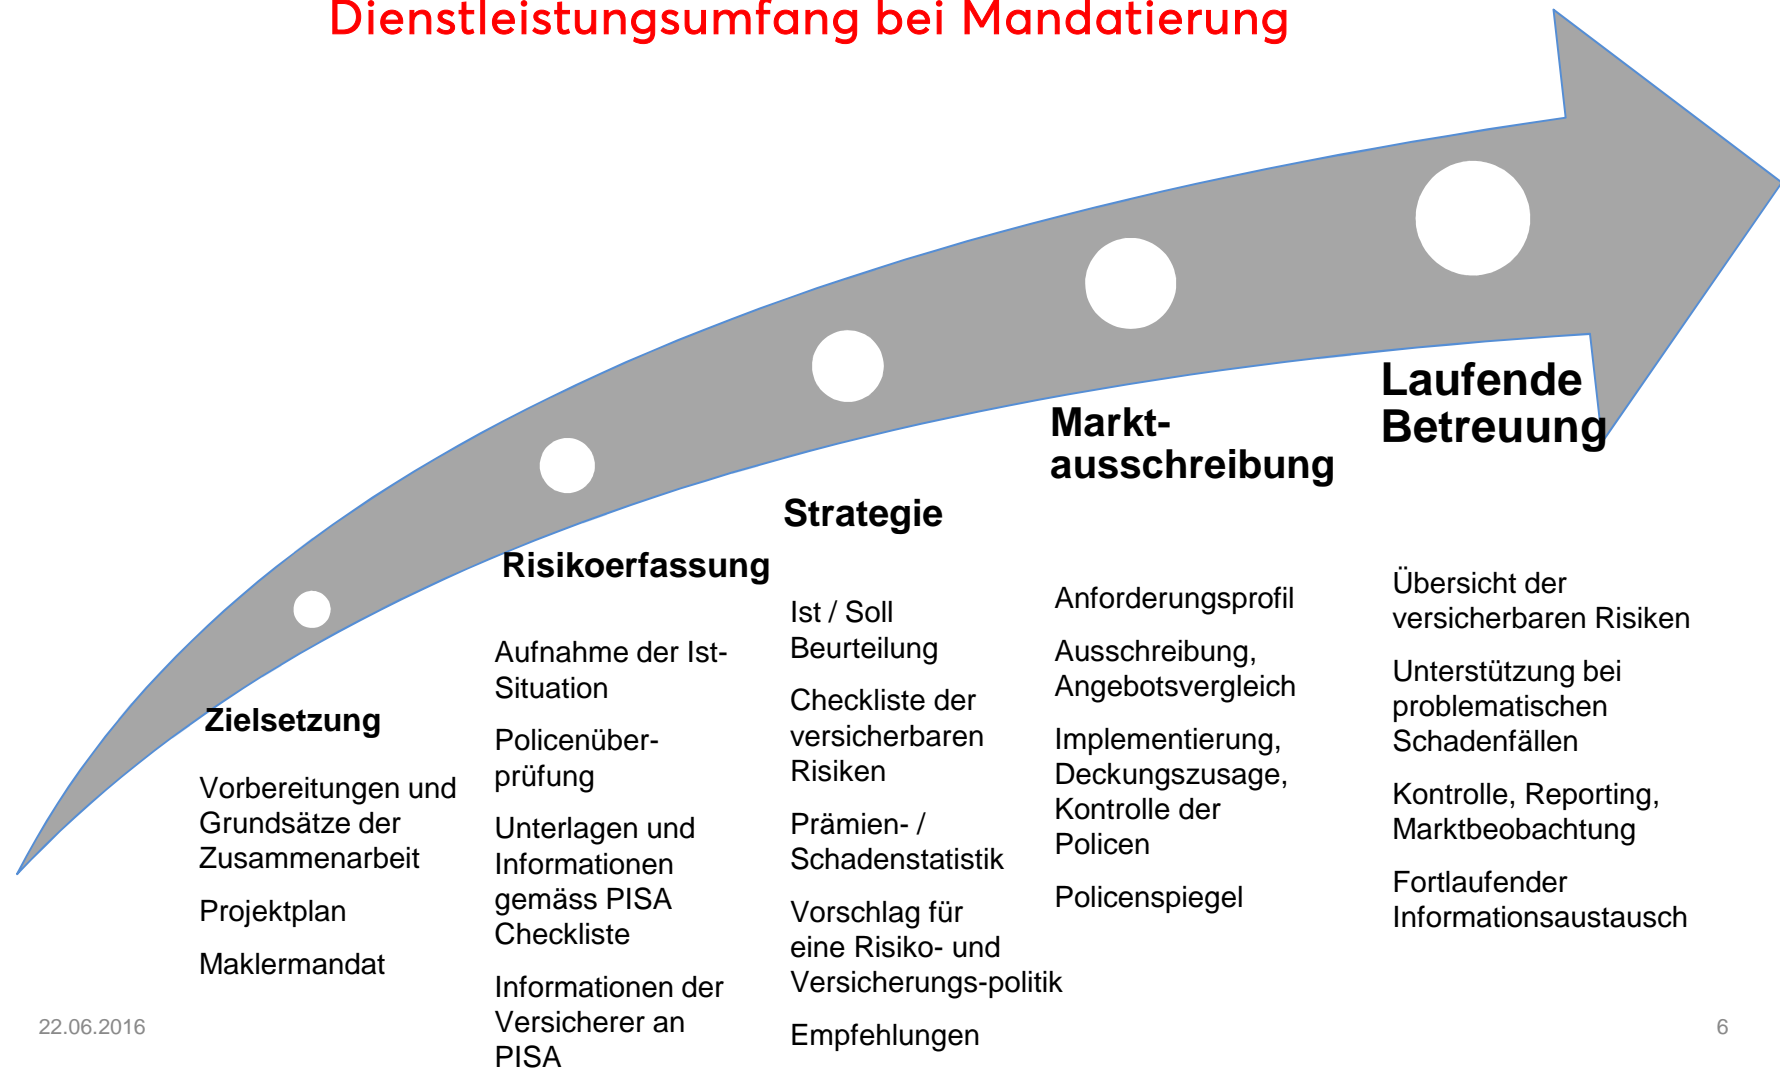 Dienstleistungsumfang bei Mandatierung
Zielsetzung
Vorbereitungen und
Grundsätze der
Zusammenarbeit
Projektplan
Maklermandat
Risikoerfassung
Aufnahme der Ist-
Situation
Policenüber-
prüfung
Unterlagen und
Informationen
gemäss PISA
Checkliste
Informationen der
Versicherer an
PISA
Strategie
Ist / Soll
Beurteilung
Checkliste der
versicherbaren
Risiken
Prämien- /
Schadenstatistik
Vorschlag für
eine Risiko- und
Versicherungs-politik
Empfehlungen
Markt-
ausschreibung
Anforderungsprofil
Ausschreibung,
Angebotsvergleich
Implementierung,
Deckungszusage,
Kontrolle der
Policen
Policenspiegel
Laufende
Betreuung
Übersicht der
versicherbaren Risiken
Unterstützung bei
problematischen
Schadenfällen
Kontrolle, Reporting,
Marktbeobachtung
Fortlaufender
Informationsaustausch
22.06.2016
6